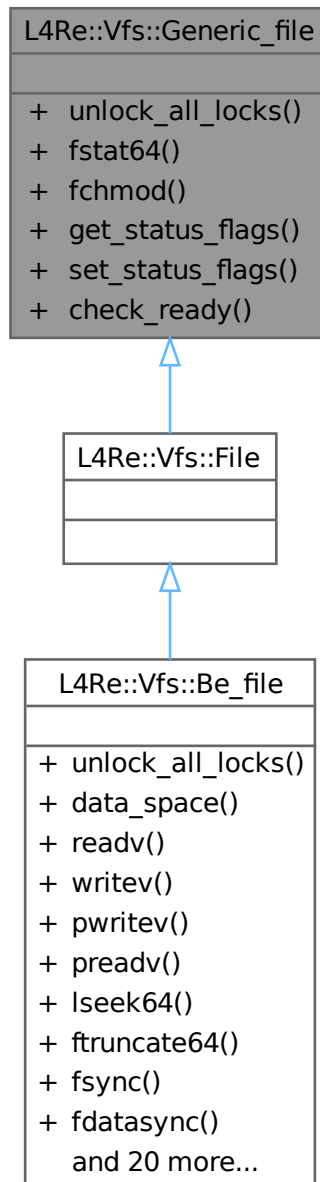 L4Re::Vfs::Generic_file
+ unlock_all_locks()
+ fstat64()
+ fchmod()
+ get_status_flags()
+ set_status_flags()
+ check_ready()
L4Re::Vfs::File
L4Re::Vfs::Be_file
+ unlock_all_locks()
+ data_space()
+ readv()
+ writev()
+ pwritev()
+ preadv()
+ lseek64()
+ ftruncate64()
+ fsync()
+ fdatasync()
and 20 more...